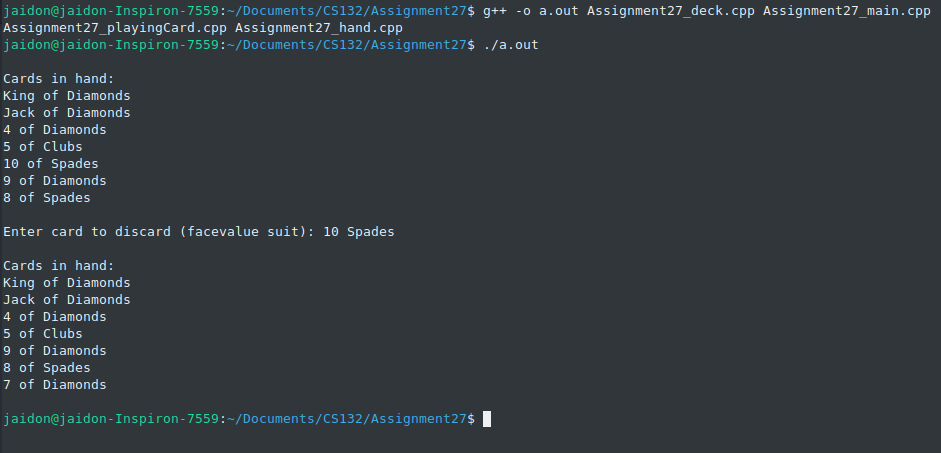 jaidon@jaidon-Inspiron-7559:~/Documents/CS132/Assignment27$ g++ -o a.out Assignment27_deck.cpp Assignment27_main.cpp
Assignment27_playingCard.cpp Assignment27_hand.cpp
jaidon@jaidon-Inspiron-7559:~/Documents/CS132/Assignment27$ ./a.out
Cards in hand:
King of Diamonds
Jack of Diamonds
4 of Diamonds
5 of Clubs
10 of Spades
9 of Diamonds
8 of Spades
Enter card to discard (facevalue suit): 10 Spades
Cards in hand:
King of Diamonds
Jack of Diamonds
4 of Diamonds
5 of Clubs
9 of Diamonds
8 of Spades
7 of Diamonds
jaidon@jaidon-Inspiron-7559:~/Documents/CS132/Assignment27$